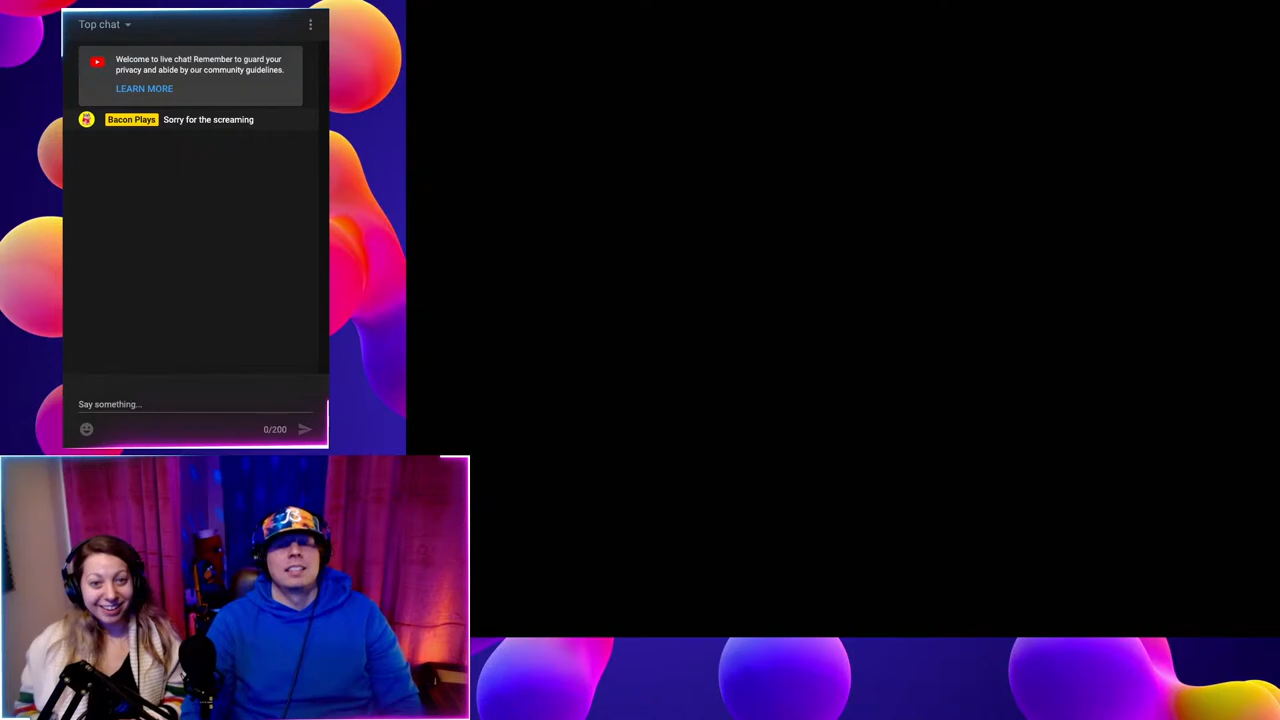 Top chat
Welcome to live chat! Remember to guard your
privacy and abide by our community guidelines.
LEARN MORE
Bacon Plays Sorry for the screaming
Say something...
0/200